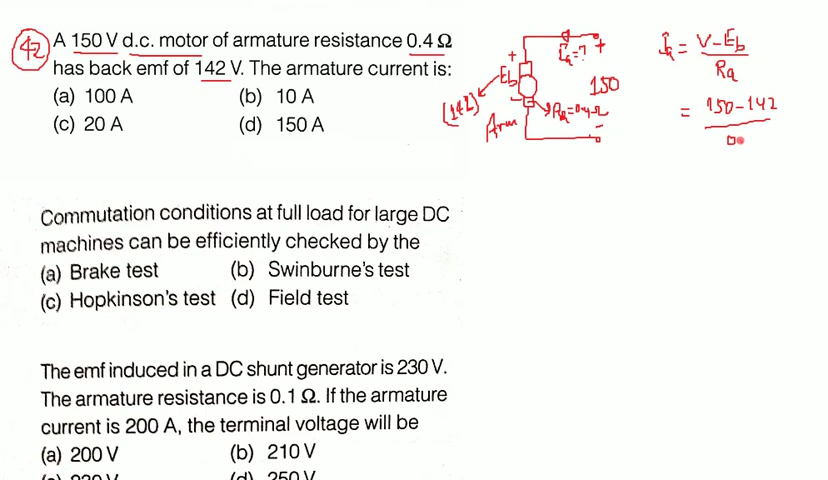 42
A 150 V d.c. motor of armature resistance 0.4 Ω
has back emf of 142 V. The armature current is:
(a) 100 A (b) 10 A
(c) 20 A (d) 150 A
+ Ia=? +
Eb 150
(142) Ra=0.4Ω
Arm -
Ia = V-Eb
Ra
= 150-142
0
Commutation conditions at full load for large DC
machines can be efficiently checked by the
(a) Brake test (b) Swinburne's test
(c) Hopkinson's test (d) Field test
The emf induced in a DC shunt generator is 230 V.
The armature resistance is 0.1 Ω. If the armature
current is 200 A, the terminal voltage will be
(a) 200 V (b) 210 V
(d) 250 V